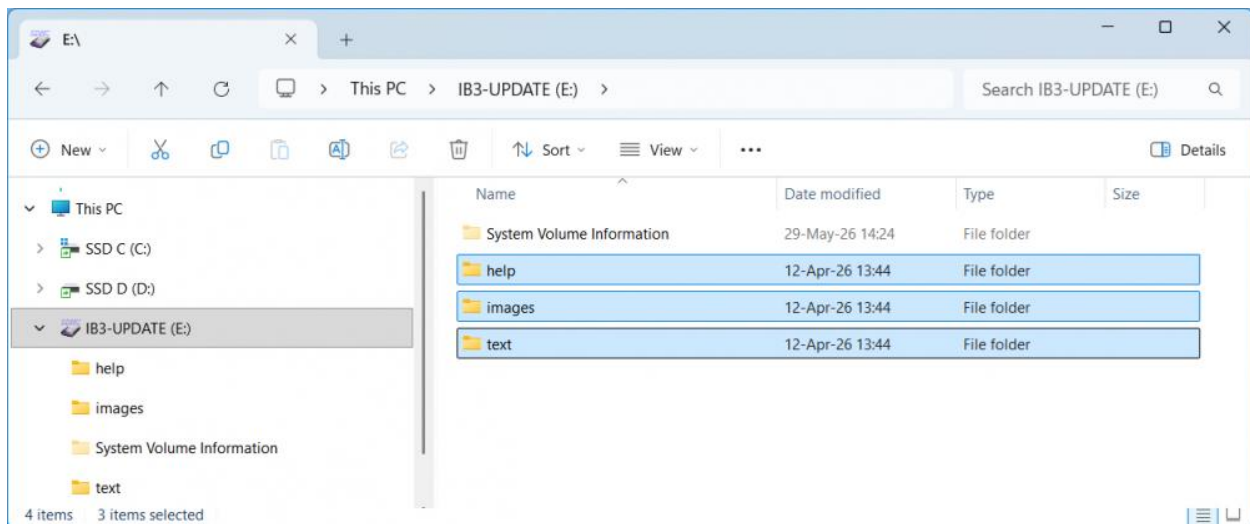 E:\
This PC > IB3-UPDATE (E:) >
Search IB3-UPDATE (E:)
New
Sort
View
Details
This PC
SSD C (C:)
SSD D (D:)
IB3-UPDATE (E:)
help
images
System Volume Information
text
Name Date modified Type Size
System Volume Information 29-May-26 14:24 File folder
help 12-Apr-26 13:44 File folder
images 12-Apr-26 13:44 File folder
text 12-Apr-26 13:44 File folder
4 items 3 items selected